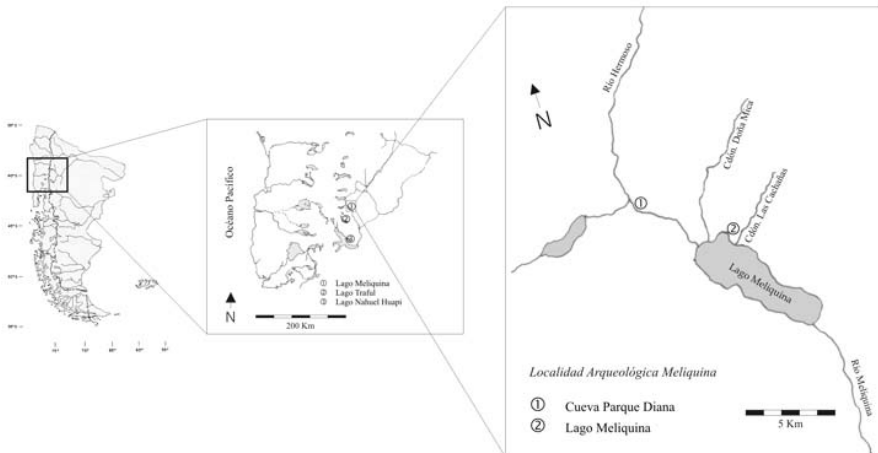 Océano Pacífico
① Lago Meliquina
② Lago Traful
③ Lago Nahuel Huapi
N
200 Km
N
Río Hermoso
Cdón. Doña Mica
Cdón. Las Cachañas
①
②
Lago Meliquina
Río Meliquina
Localidad Arqueológica Meliquina
① Cueva Parque Diana
② Lago Meliquina
5 Km